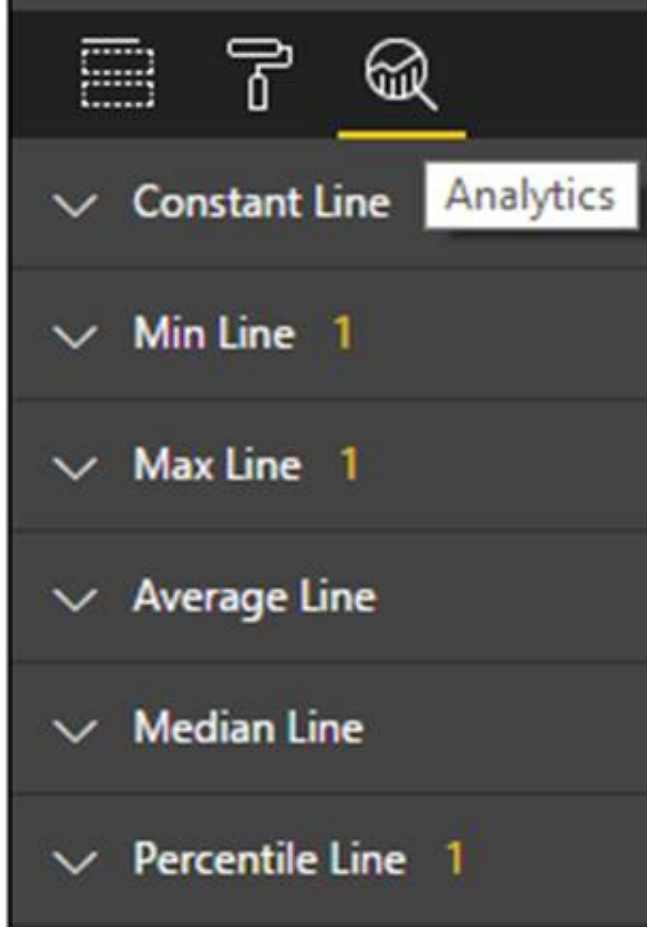 Constant Line
Analytics
Min Line 1
Max Line 1
Average Line
Median Line
Percentile Line 1